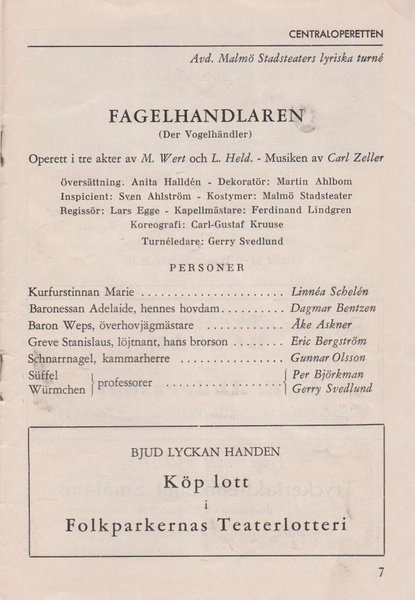 CENTRALOPERETTEN
Avd. Malmö Stadsteaters lyriska turné
FAGELHANDLAREN
(Der Vogelhändler)
Operett i tre akter av M. Wert och L. Held. - Musiken av Carl Zeller
översättning: Anita Halldén - Dekoratör: Martin Ahlbom
Inspicient: Sven Ahlström - Kostymer: Malmö Stadsteater
Regissör: Lars Egge - Kapellmästare: Ferdinand Lindgren
Koreografi: Carl-Gustaf Kruuse
Turnéledare: Gerry Svedlund
PERSONER
Kurfurstinnan Marie ...................... Linnéa Schelén
Baronessan Adelaide, hennes hovdam ........... Dagmar Bentzen
Baron Weps, överhovjägmästare ............... Åke Askner
Greve Stanislaus, löjtnant, hans brorson ........ Eric Bergström
Schnarrnagel, kammarherre .................. Gunnar Olsson
Süffel } professorer .................. { Per Björkman
Würmchen Gerry Svedlund
BJUD LYCKAN HANDEN
Köp lott
i
Folkparkernas Teaterlotteri
7